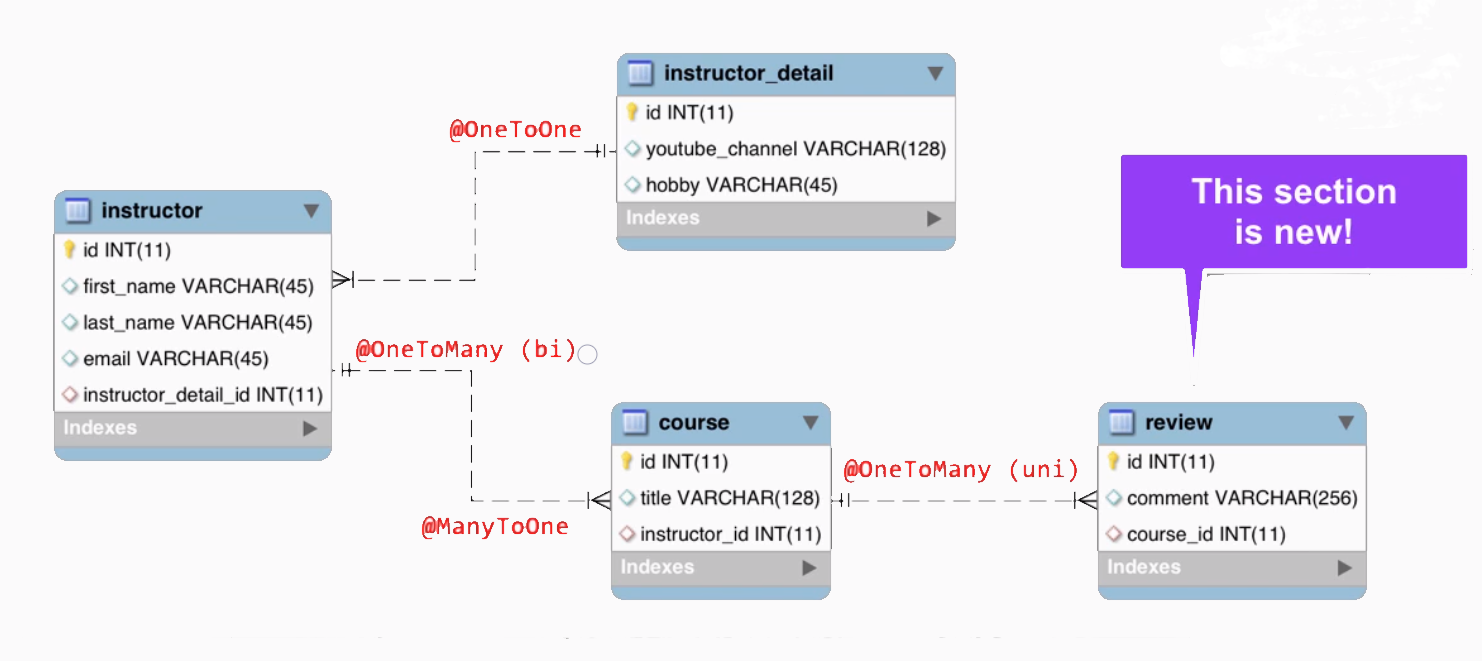 instructor_detail
id INT(11)
youtube_channel VARCHAR(128)
hobby VARCHAR(45)
Indexes
@OneToOne
This section
is new!
instructor
id INT(11)
first_name VARCHAR(45)
last_name VARCHAR(45)
email VARCHAR(45)
instructor_detail_id INT(11)
Indexes
@OneToMany (bi)
@ManyToOne
course
id INT(11)
title VARCHAR(128)
instructor_id INT(11)
Indexes
@OneToMany (uni)
review
id INT(11)
comment VARCHAR(256)
course_id INT(11)
Indexes